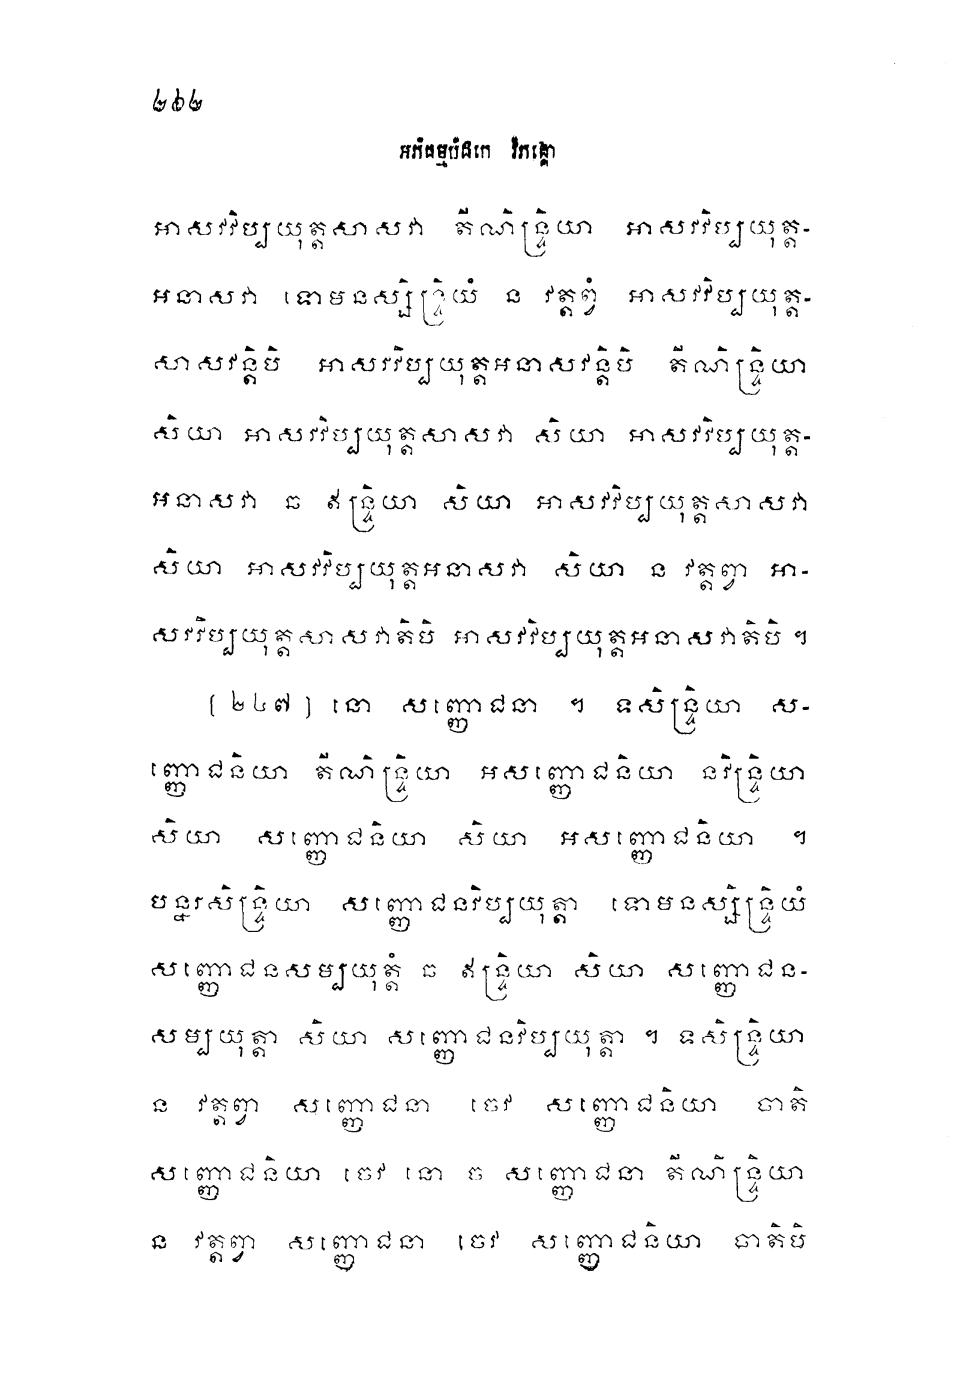 ២៦២
អភិធម្មបិដកេ វិភង្គោ
អាសវវិប្បយុត្តសាសវា តីណិន្ទ្រិយា អាសវវិប្បយុត្ត-
អនាសវា ទោមនស្សិន្ទ្រិយំ ន វត្តព្វំ អាសវវិប្បយុត្ត-
សាសវន្តិបិ អាសវវិប្បយុត្តអនាសវន្តិបិ តីណិន្ទ្រិយា
សិយា អាសវវិប្បយុត្តសាសវា សិយា អាសវវិប្បយុត្ត-
អនាសវា ឆ ឥន្ទ្រិយា សិយា អាសវវិប្បយុត្តសាសវា
សិយា អាសវវិប្បយុត្តអនាសវា សិយា ន វត្តព្វា អា-
សវវិប្បយុត្តសាសវាតិបិ អាសវវិប្បយុត្តអនាសវាតិបិ ។
[២៤៧] នោ សញ្ញោជនា ។ ទសិន្ទ្រិយា ស-
ញ្ញោជនិយា តីណិន្ទ្រិយា អសញ្ញោជនិយា នវិន្ទ្រិយា
សិយា សញ្ញោជនិយា សិយា អសញ្ញោជនិយា ។
បន្នរសិន្ទ្រិយា សញ្ញោជនវិប្បយុត្តា ទោមនស្សិន្ទ្រិយំ
សញ្ញោជនសម្បយុត្តំ ឆ ឥន្ទ្រិយា សិយា សញ្ញោជន-
សម្បយុត្តា សិយា សញ្ញោជនវិប្បយុត្តា ។ ទសិន្ទ្រិយា
ន វត្តព្វា សញ្ញោជនា ចេវ សញ្ញោជនិយា ចាតិ
សញ្ញោជនិយា ចេវ នោ ច សញ្ញោជនា តីណិន្ទ្រិយា
ន វត្តព្វា សញ្ញោជនា ចេវ សញ្ញោជនិយា ចាតិបិ